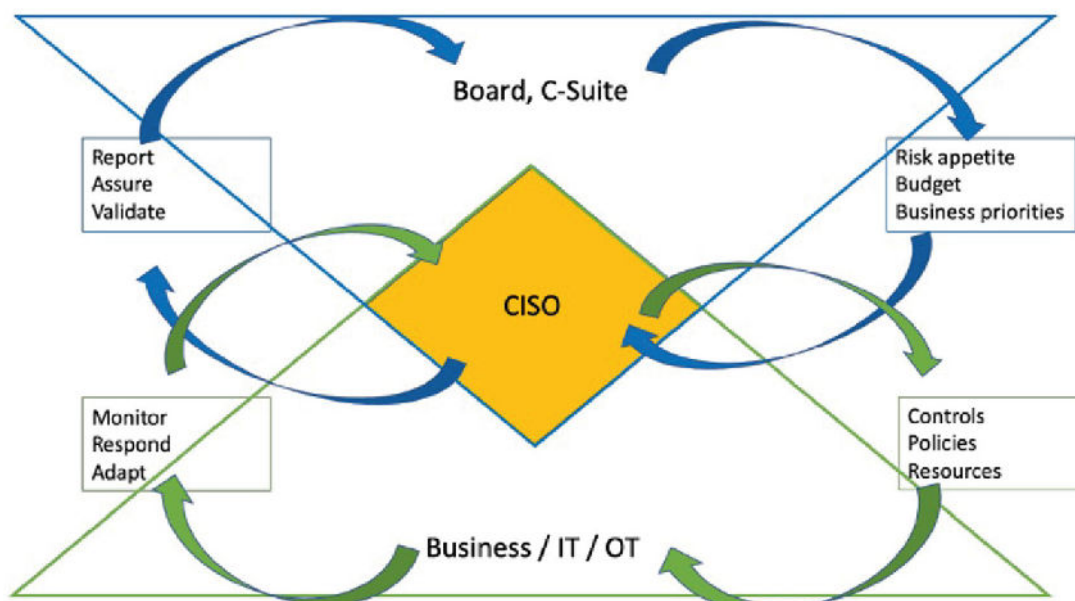 Board, C-Suite
Report
Assure
Validate
Risk appetite
Budget
Business priorities
CISO
Monitor
Respond
Adapt
Controls
Policies
Resources
Business / IT / OT